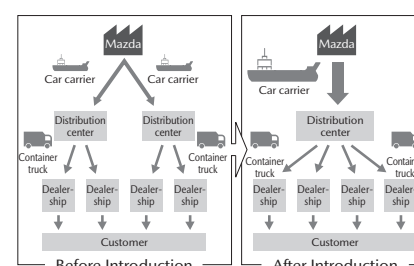 Mazda
Car carrier
Car carrier
Distribution
center
Distribution
center
Container
truck
Container
truck
Dealer-
ship
Dealer-
ship
Dealer-
ship
Dealer-
ship
Customer
Before Introduction
Mazda
Car carrier
Distribution
center
Container
truck
truck
Dealer-
ship
Dealer-
ship
Dealer-
ship
ship
Customer
After Introduction